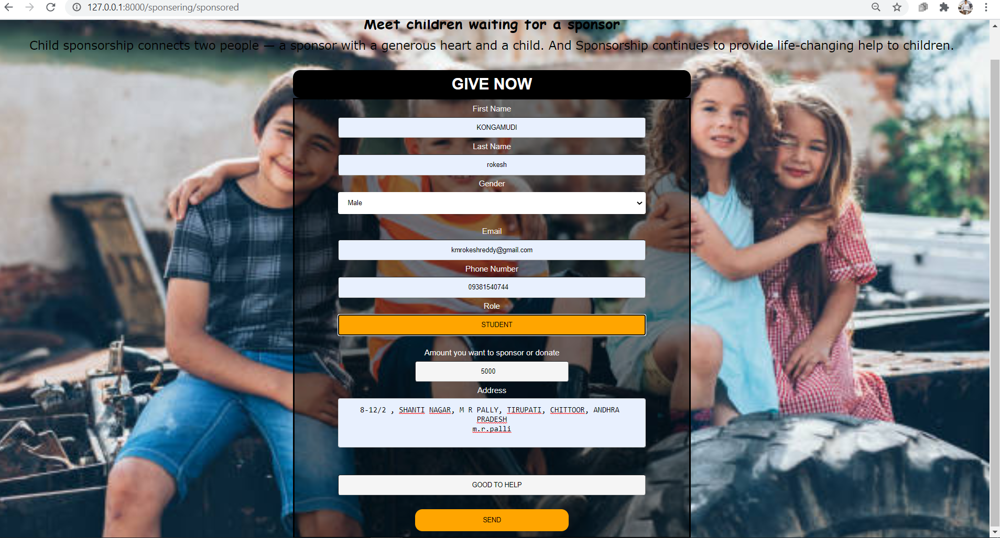 127.0.0.1:8000/sponsering/sponsored
Meet children waiting for a sponsor
Child sponsorship connects two people — a sponsor with a generous heart and a child. And Sponsorship continues to provide life-changing help to children.
GIVE NOW
First Name
KONGAMUDI
Last Name
rokesh
Gender
Male
Email
kmrokeshreddy@gmail.com
Phone Number
09381540744
Role
STUDENT
Amount you want to sponsor or donate
5000
Address
8-12/2 , SHANTI NAGAR, M R PALLY, TIRUPATI, CHITTOOR, ANDHRA
PRADESH
m.r.palli
GOOD TO HELP
SEND